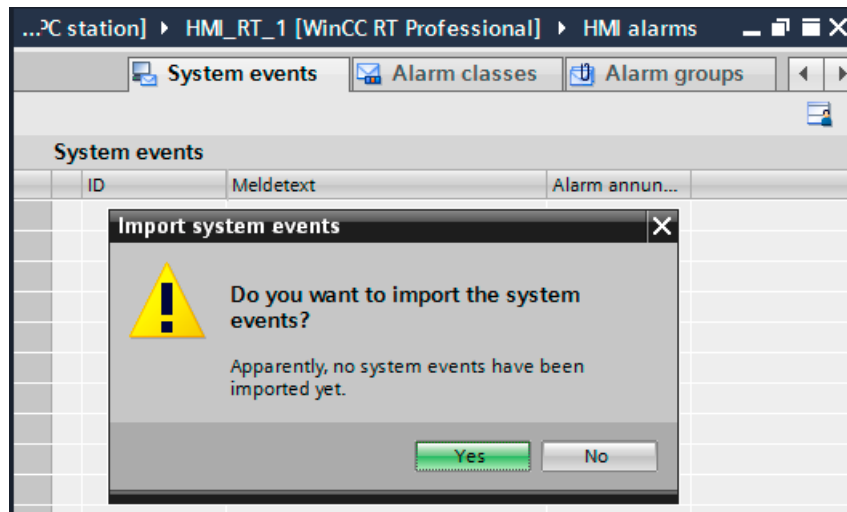 ...PC station] ▸ HMI_RT_1 [WinCC RT Professional] ▸ HMI alarms
System events Alarm classes Alarm groups
System events
ID Meldetext Alarm annun...
Import system events
Do you want to import the system
events?
Apparently, no system events have been
imported yet.
Yes No